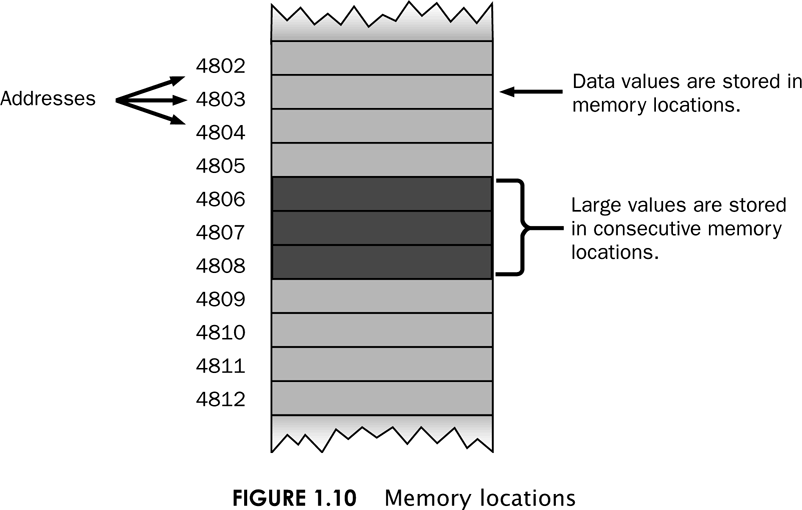 4802
Addresses
4803
4804
4805
4806
4807
4808
4809
4810
4811
4812
Data values are stored in
memory locations.
Large values are stored
in consecutive memory
locations.
FIGURE 1.10 Memory locations